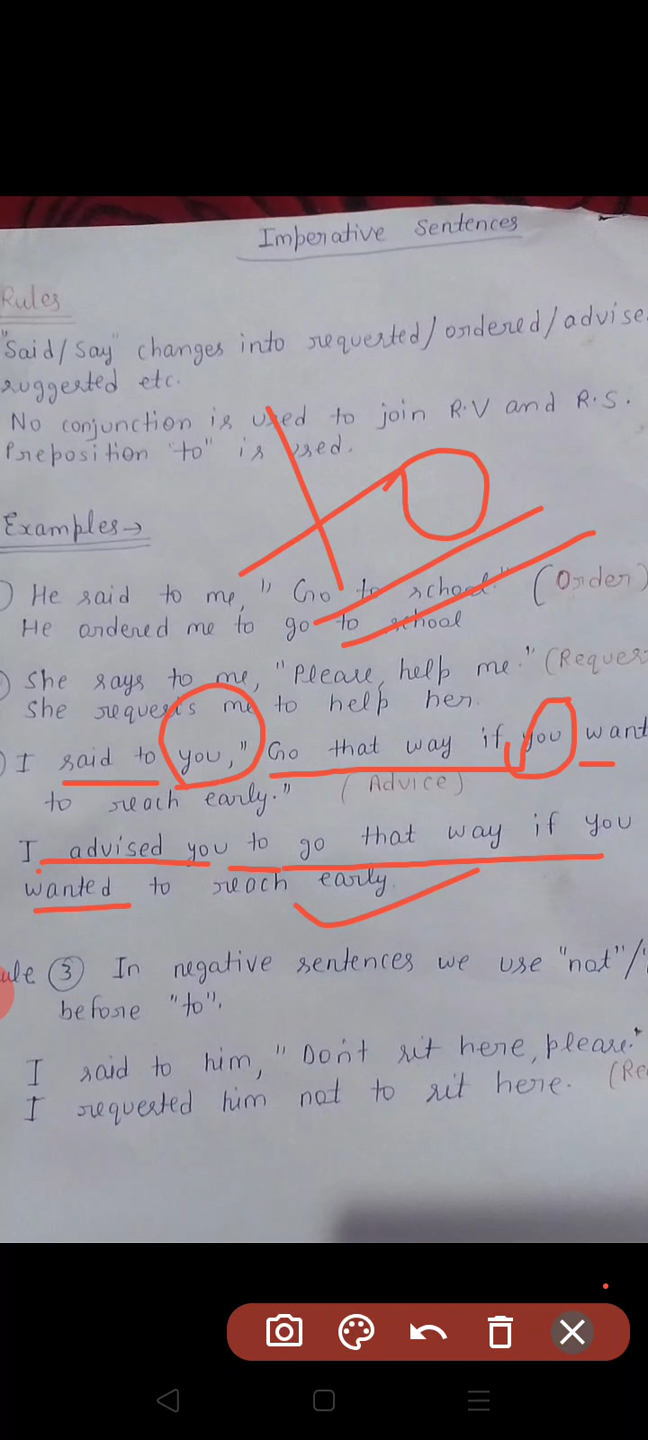 Imperative Sentences
Rules
"Said/Say" changes into requested/ordered/advise
suggested etc.
No conjunction is used to join R.V and R.S.
Preposition "to" is used.
Examples→
) He said to me, "Go to school." (Order)
He ordered me to go to school
) She says to me, "Please, help me." (Reques
She requests me to help her.
) I said to you, "Go that way if you want
to reach early." (Advice)
I advised you to go that way if you
wanted to reach early.
ule ③ In negative sentences we use "not"/
before "to".
I said to him, "Don't sit here, please."
I requested him not to sit here. (Re